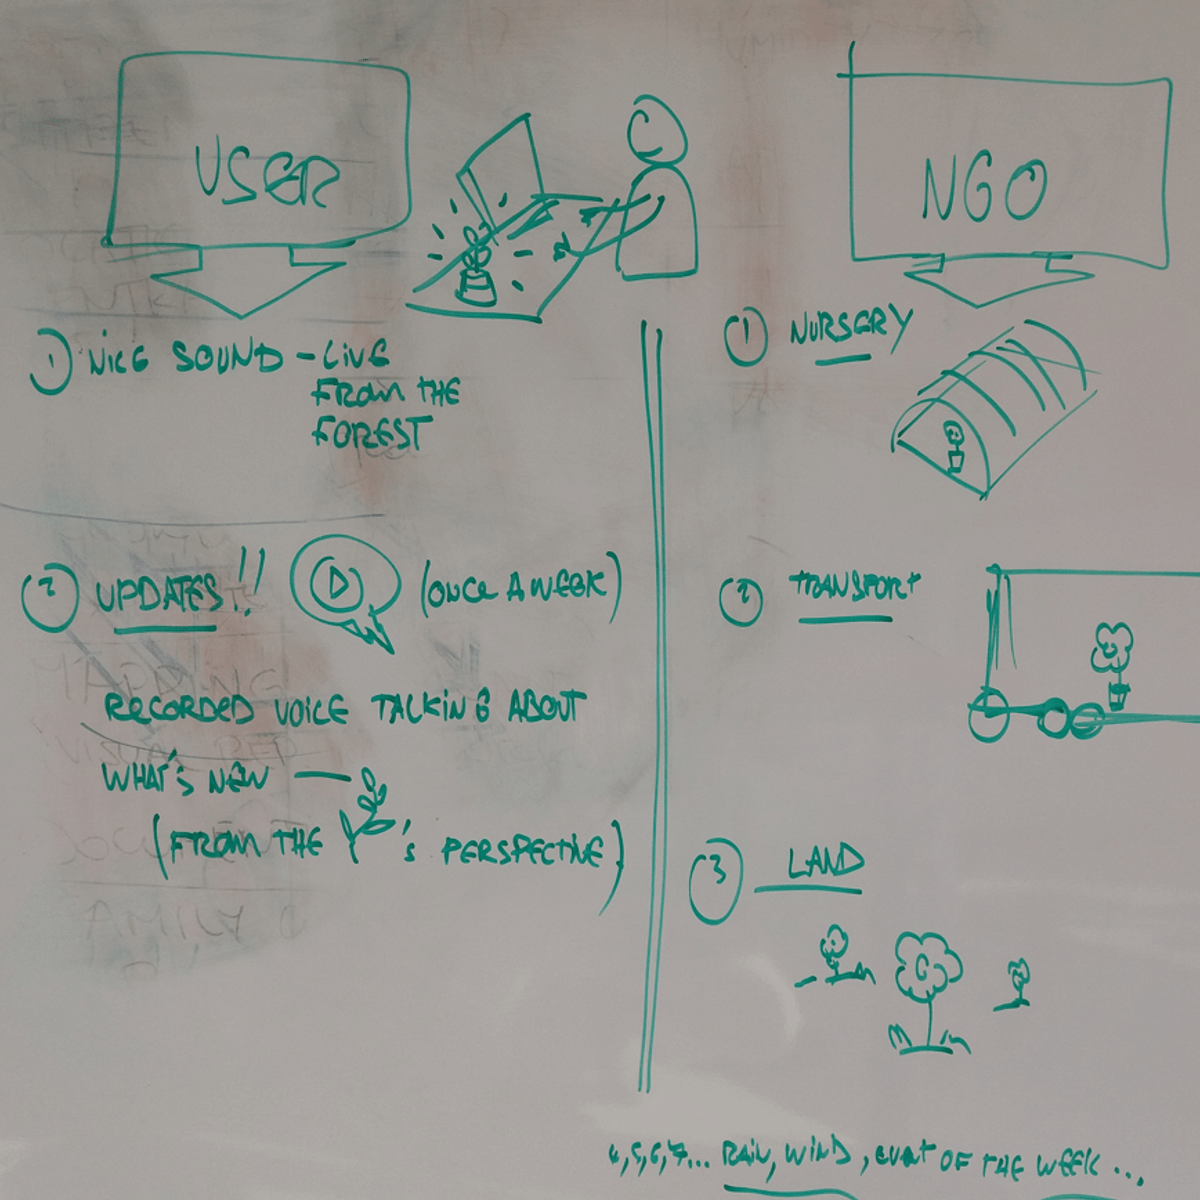 USER
NGO
① NICE SOUND - LIVE
FROM THE
FOREST
② UPDATES!! (ONCE A WEEK)
RECORDED VOICE TALKING ABOUT
WHAT'S NEW —
(FROM THE 's PERSPECTIVE)
① NURSERY
② TRANSPORT
③ LAND
4,5,6,7... RAIN, WIND, EVENT OF THE WEEK...